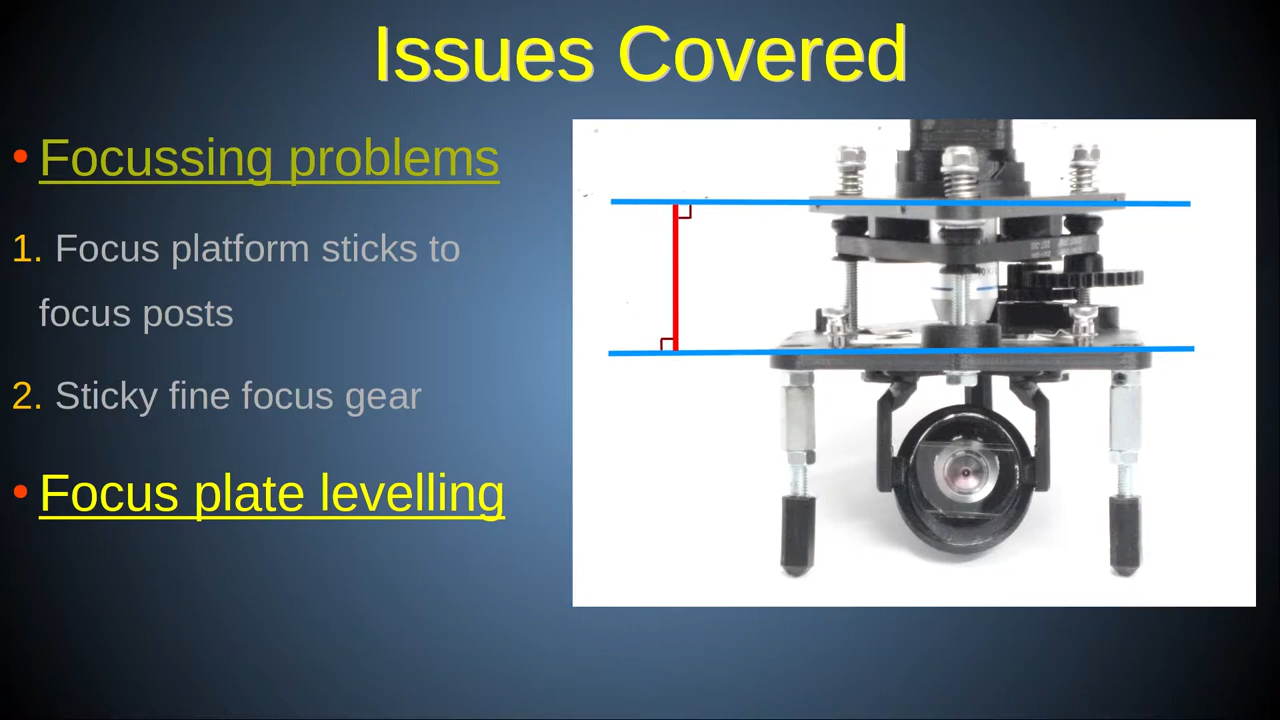 Issues Covered
• Focussing problems
1. Focus platform sticks to
focus posts
2. Sticky fine focus gear
• Focus plate levelling